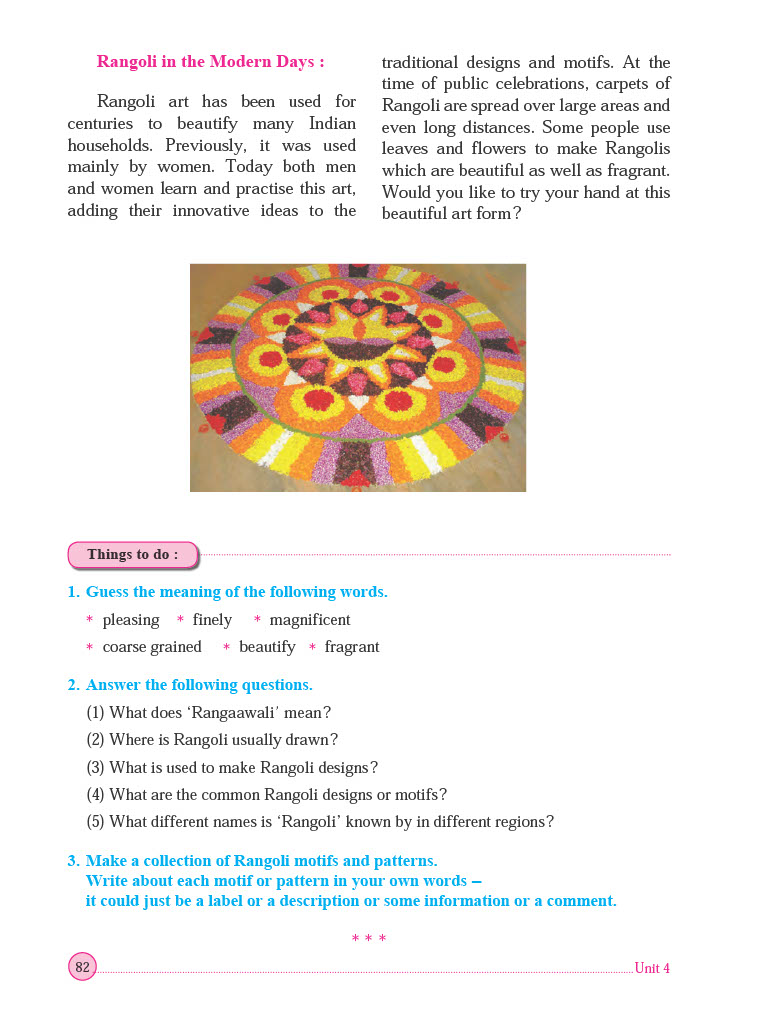 Rangoli in the Modern Days :
Rangoli art has been used for
centuries to beautify many Indian
households. Previously, it was used
mainly by women. Today both men
and women learn and practise this art,
adding their innovative ideas to the
traditional designs and motifs. At the
time of public celebrations, carpets of
Rangoli are spread over large areas and
even long distances. Some people use
leaves and flowers to make Rangolis
which are beautiful as well as fragrant.
Would you like to try your hand at this
beautiful art form?
Things to do :
1. Guess the meaning of the following words.
* pleasing * finely * magnificent
* coarse grained * beautify * fragrant
2. Answer the following questions.
(1) What does ‘Rangaawali’ mean?
(2) Where is Rangoli usually drawn?
(3) What is used to make Rangoli designs?
(4) What are the common Rangoli designs or motifs?
(5) What different names is ‘Rangoli’ known by in different regions?
3. Make a collection of Rangoli motifs and patterns.
Write about each motif or pattern in your own words –
it could just be a label or a description or some information or a comment.
* * *
82
Unit 4